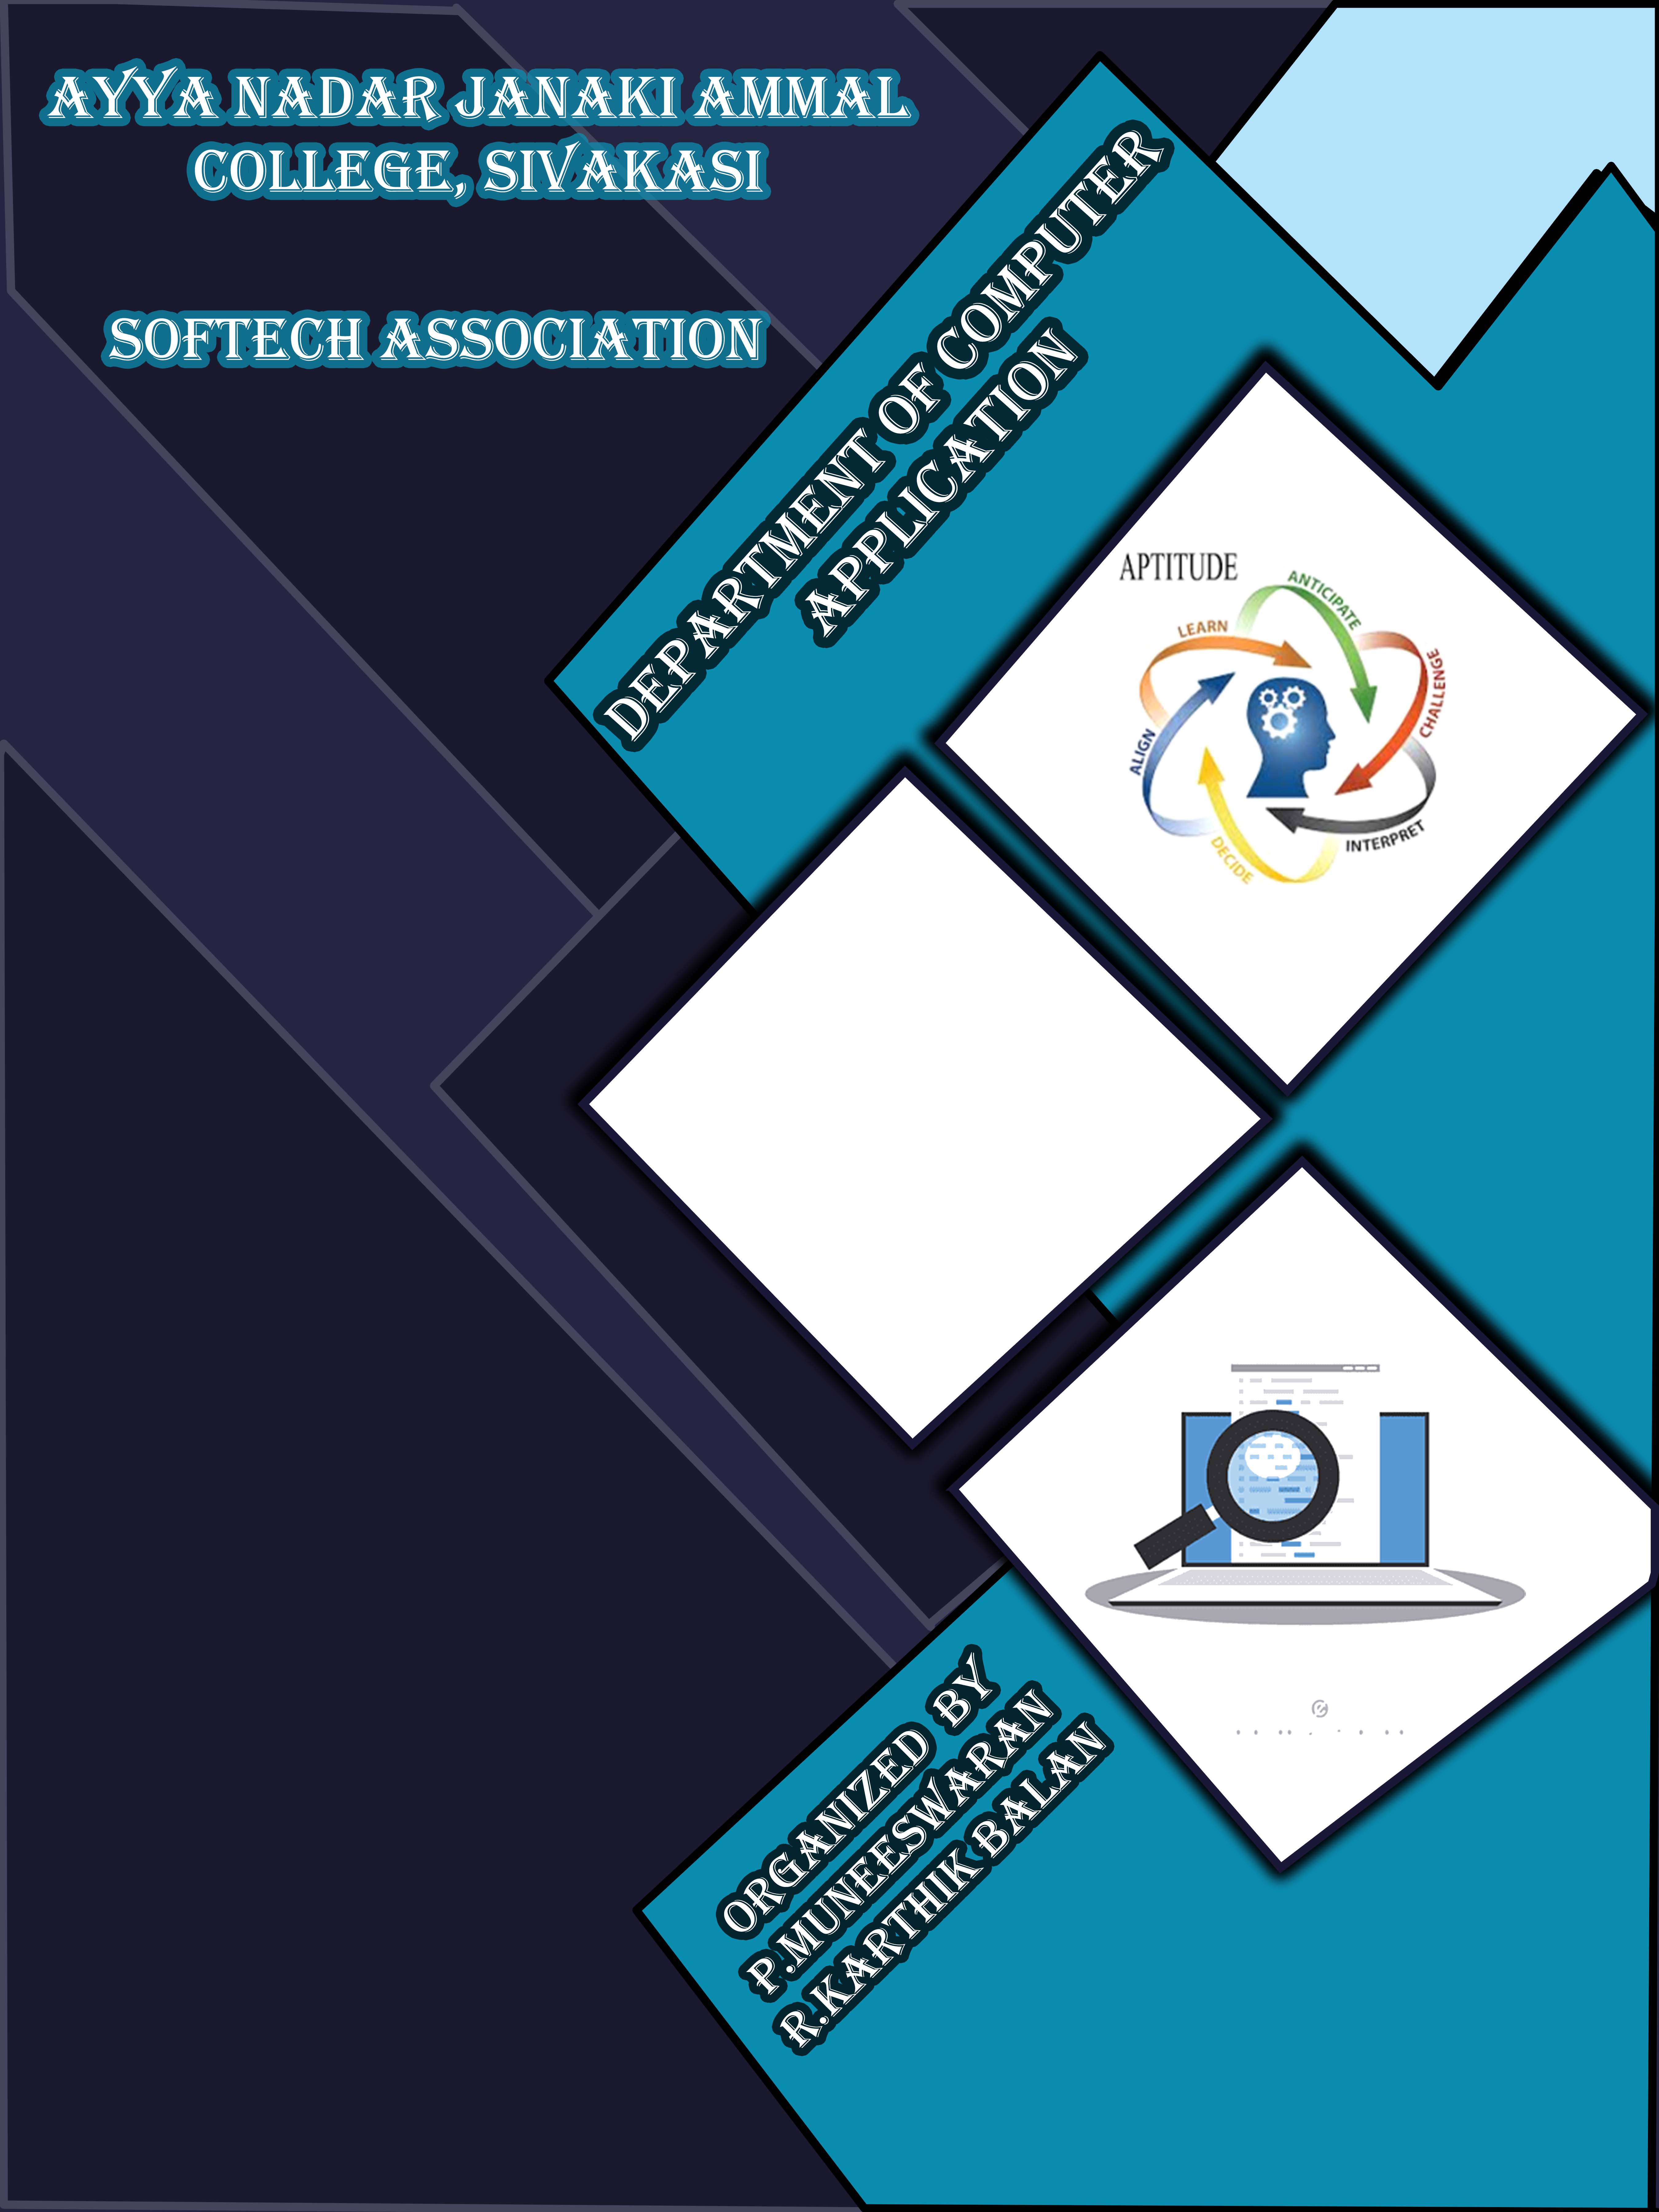 AYYA NADAR JANAKI AMMAL
COLLEGE, SIVAKASI
SOFTECH ASSOCIATION
DEPARTMENT OF COMPUTER
APPLICATION
APTITUDE
ANTICIPATE
LEARN
CHALLENGE
ALIGN
INTERPRET
DECIDE
ORGANIZED BY
P.MUNEESWARAN
R.KARTHIK BALAN